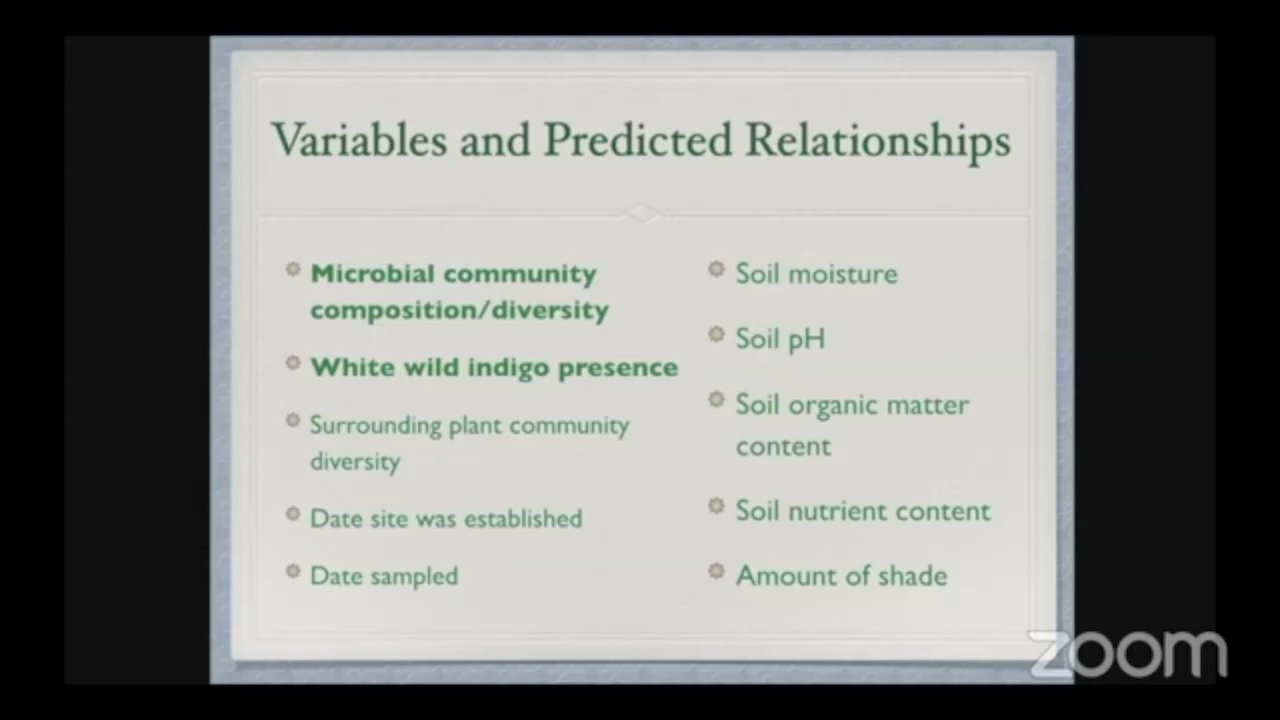 Variables and Predicted Relationships
Microbial community
composition/diversity
White wild indigo presence
Surrounding plant community
diversity
Date site was established
Date sampled
Soil moisture
Soil pH
Soil organic matter
content
Soil nutrient content
Amount of shade
zoom